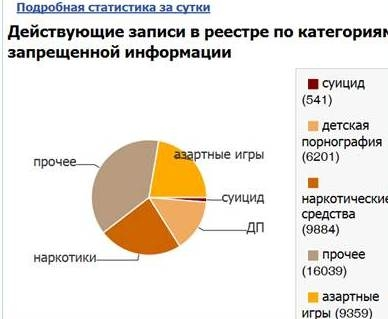 Подробная статистика за сутки
Действующие записи в реестре по категориям
запрещенной информации
прочее
азартные игры
суицид
ДП
наркотики
суицид
(541)
детская
порнография
(6201)
наркотические
средства
(9884)
прочее
(16039)
азартные
игры (9359)